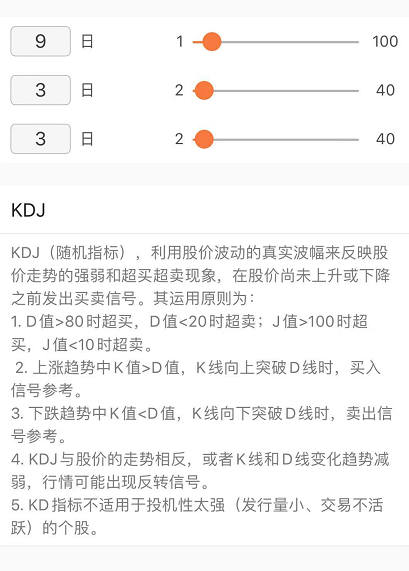 9 日 1 100
3 日 2 40
3 日 2 40
KDJ
KDJ（随机指标），利用股价波动的真实波幅来反映股
价走势的强弱和超买超卖现象，在股价尚未上升或下降
之前发出买卖信号。其运用原则为：
1. D值>80时超买，D值<20时超卖；J值>100时超
买，J值<10时超卖。
2. 上涨趋势中K值>D值，K线向上突破D线时，买入
信号参考。
3. 下跌趋势中K值<D值，K线向下突破D线时，卖出信
号参考。
4. KDJ与股价的走势相反，或者K线和D线变化趋势减
弱，行情可能出现反转信号。
5. KD指标不适用于投机性太强（发行量小、交易不活
跃）的个股。